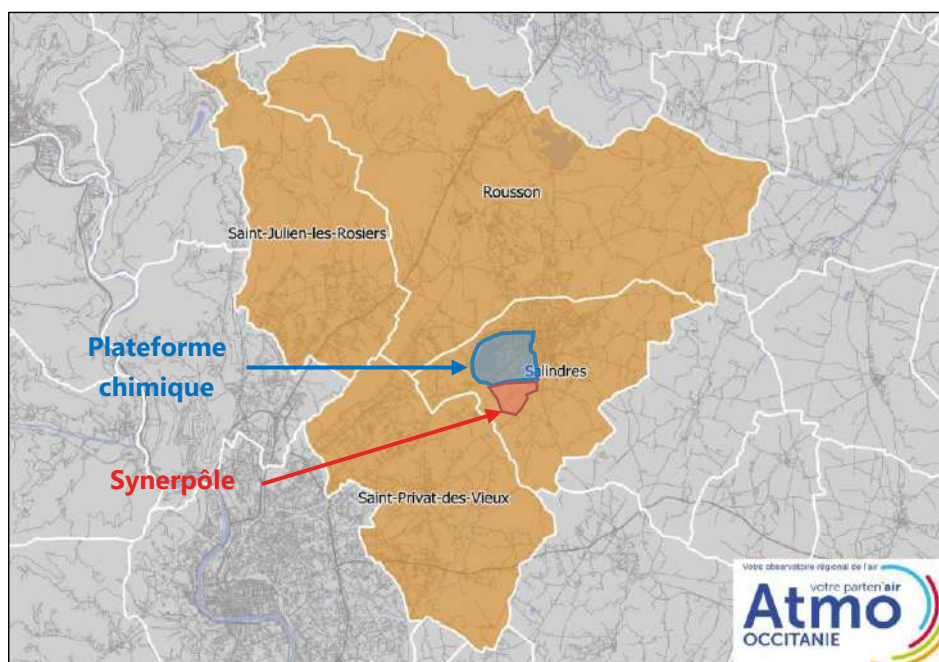 Rousson
Saint-Julien-les-Rosiers
Plateforme
chimique
Salindres
Synerpôle
Saint-Privat-des-Vieux
Votre observatoire régional de l'air
votre parten'air
Atmo
OCCITANIE